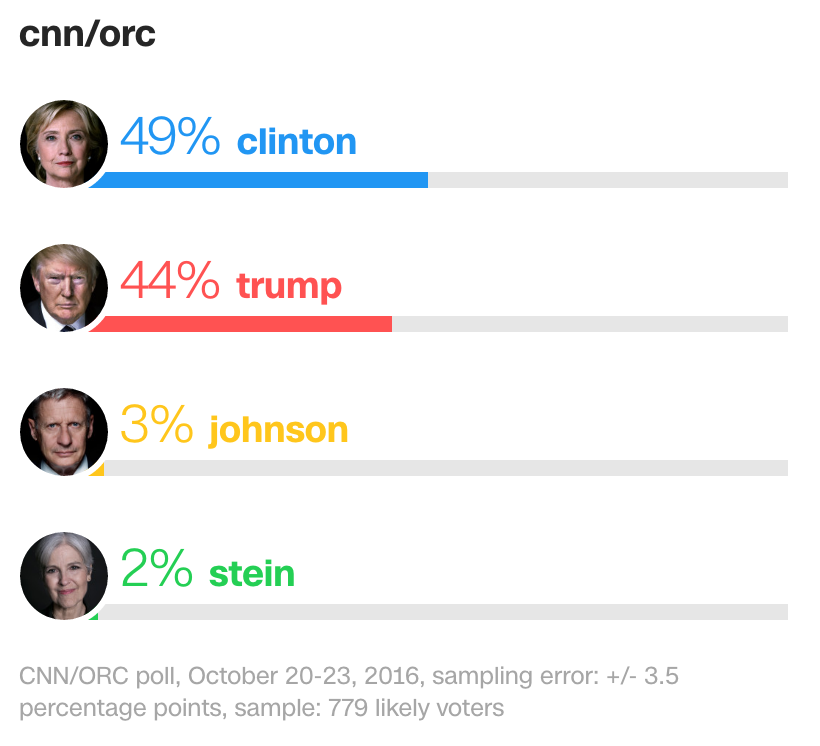 cnn/orc
49% clinton
44% trump
3% johnson
2% stein
CNN/ORC poll, October 20-23, 2016, sampling error: +/- 3.5
percentage points, sample: 779 likely voters